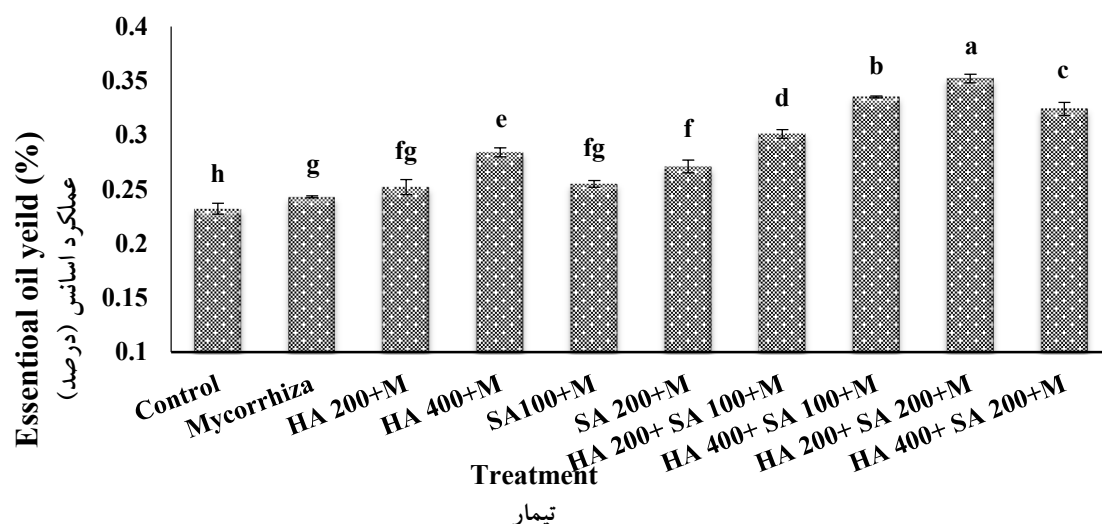 Essentioal oil yeild (%)
عملکرد اسانس (درصد)
0.4
0.35
0.3
0.25
0.2
0.15
0.1
h
g
fg
e
fg
f
d
b
a
c
Control
Mycorrhiza
HA 200+M
HA 400+M
SA100+M
SA 200+M
HA 200+ SA 100+M
HA 400+ SA 100+M
HA 200+ SA 200+M
HA 400+ SA 200+M
Treatment
تیمار